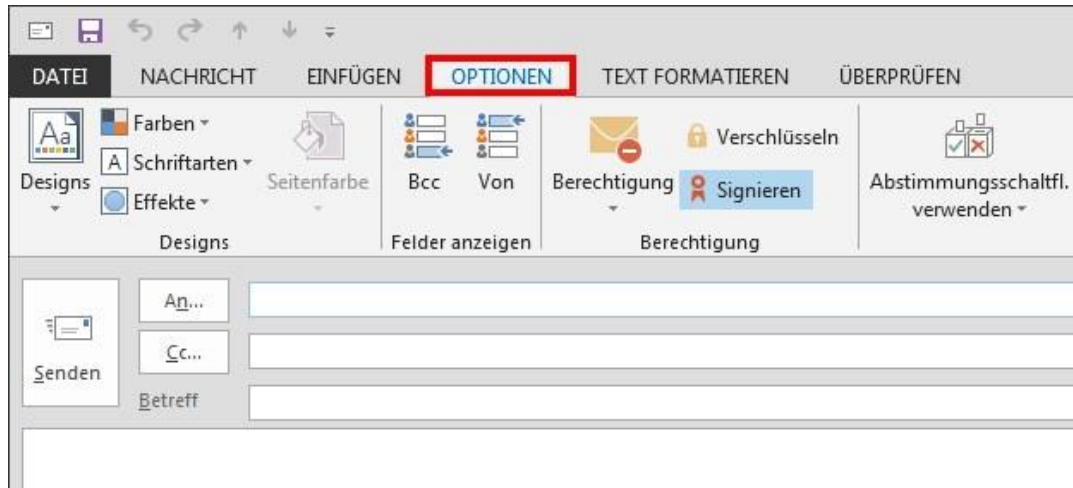 DATEI NACHRICHT EINFÜGEN OPTIONEN TEXT FORMATIEREN ÜBERPRÜFEN
Aa
Designs
Farben
A Schriftarten
Effekte
Seitenfarbe
Designs
Bcc
Von
Felder anzeigen
Berechtigung
Verschlüsseln
Signieren
Berechtigung
Abstimmungsschaltfl.
verwenden
Senden
An...
Cc...
Betreff